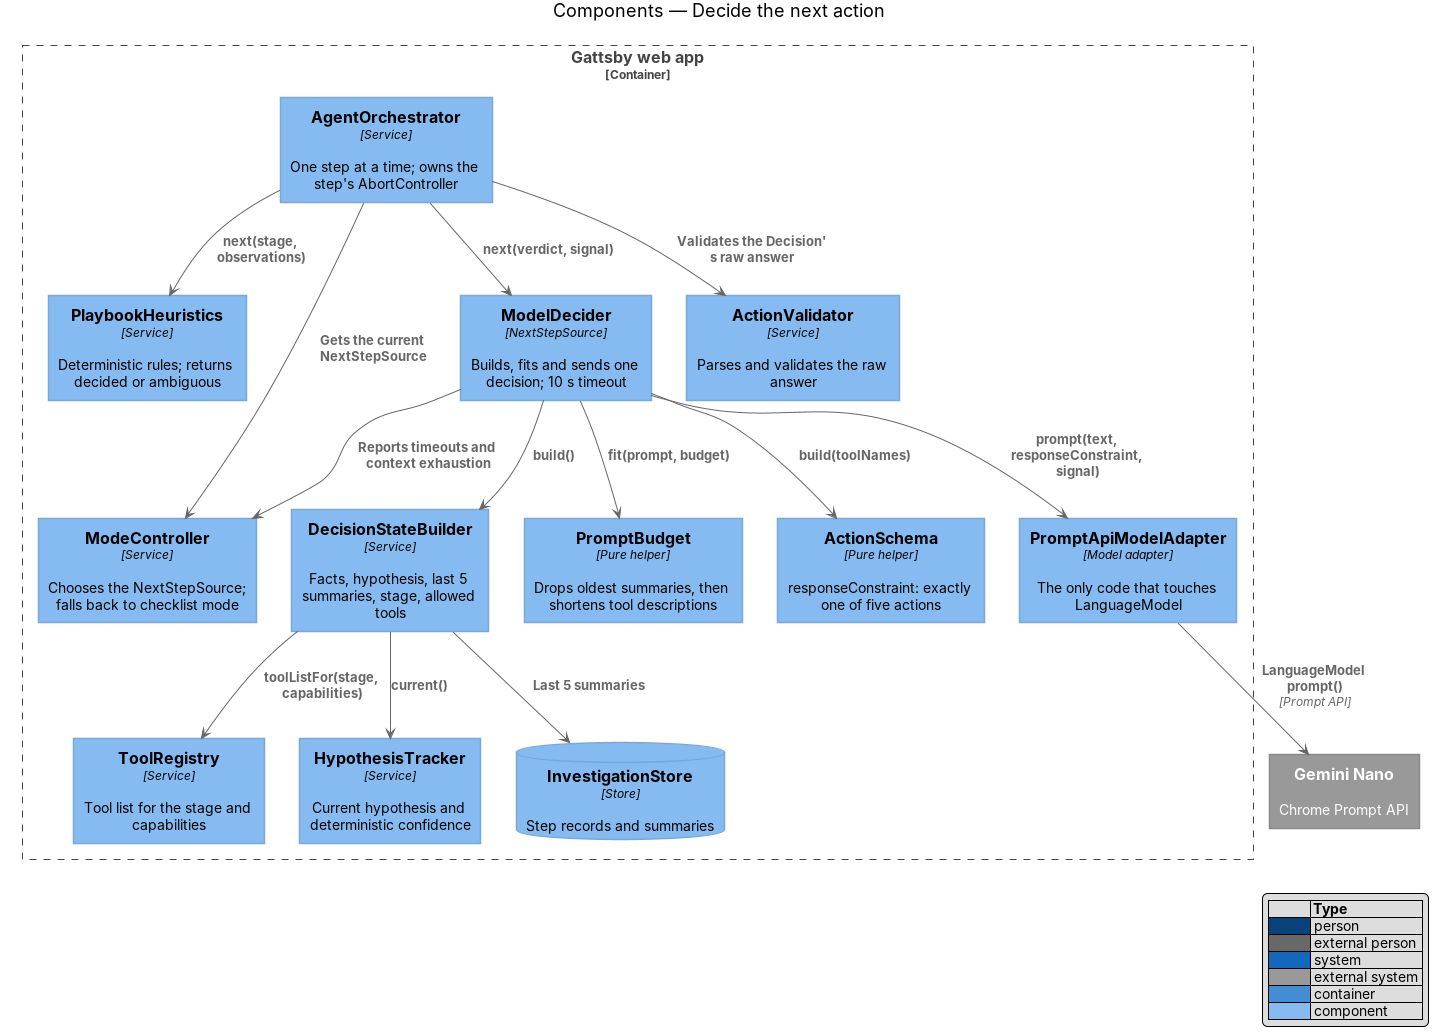 Components — Decide the next action
Gattsby web app
[Container]
AgentOrchestrator
[Service]
One step at a time; owns the
step's AbortController
next(stage,
observations)
Gets the current
NextStepSource
next(verdict, signal)
Validates the Decision'
s raw answer
PlaybookHeuristics
[Service]
Deterministic rules; returns
decided or ambiguous
ModelDecider
[NextStepSource]
Builds, fits and sends one
decision; 10 s timeout
ActionValidator
[Service]
Parses and validates the raw
answer
Reports timeouts and
context exhaustion
build()
fit(prompt, budget)
build(toolNames)
prompt(text,
responseConstraint,
signal)
ModeController
[Service]
Chooses the NextStepSource;
falls back to checklist mode
DecisionStateBuilder
[Service]
Facts, hypothesis, last 5
summaries, stage, allowed
tools
PromptBudget
[Pure helper]
Drops oldest summaries, then
shortens tool descriptions
ActionSchema
[Pure helper]
responseConstraint: exactly
one of five actions
PromptApiModelAdapter
[Model adapter]
The only code that touches
LanguageModel
toolListFor(stage,
capabilities)
current()
Last 5 summaries
LanguageModel
prompt()
[Prompt API]
ToolRegistry
[Service]
Tool list for the stage and
capabilities
HypothesisTracker
[Service]
Current hypothesis and
deterministic confidence
InvestigationStore
[Store]
Step records and summaries
Gemini Nano
Chrome Prompt API
Type
person
external person
system
external system
container
component